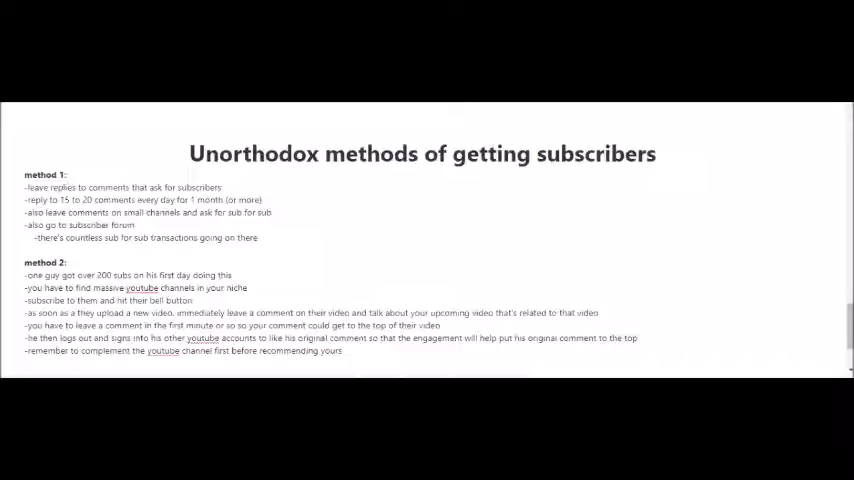 Unorthodox methods of getting subscribers
method 1:
-leave replies to comments that ask for subscribers
-reply to 15 to 20 comments every day for 1 month (or more)
-also leave comments on small channels and ask for sub for sub
-also go to subscriber forum
-there's countless sub for sub transactions going on there
method 2:
-one guy got over 200 subs on his first day doing this
-you have to find massive youtube channels in your niche
-subscribe to them and hit their bell button
-as soon as a they upload a new video, immediately leave a comment on their video and talk about your upcoming video that's related to that video
-you have to leave a comment in the first minute or so so your comment could get to the top of their video
-he then logs out and signs into his other youtube accounts to like his original comment so that the engagement will help put his original comment to the top
-remember to complement the youtube channel first before recommending yours